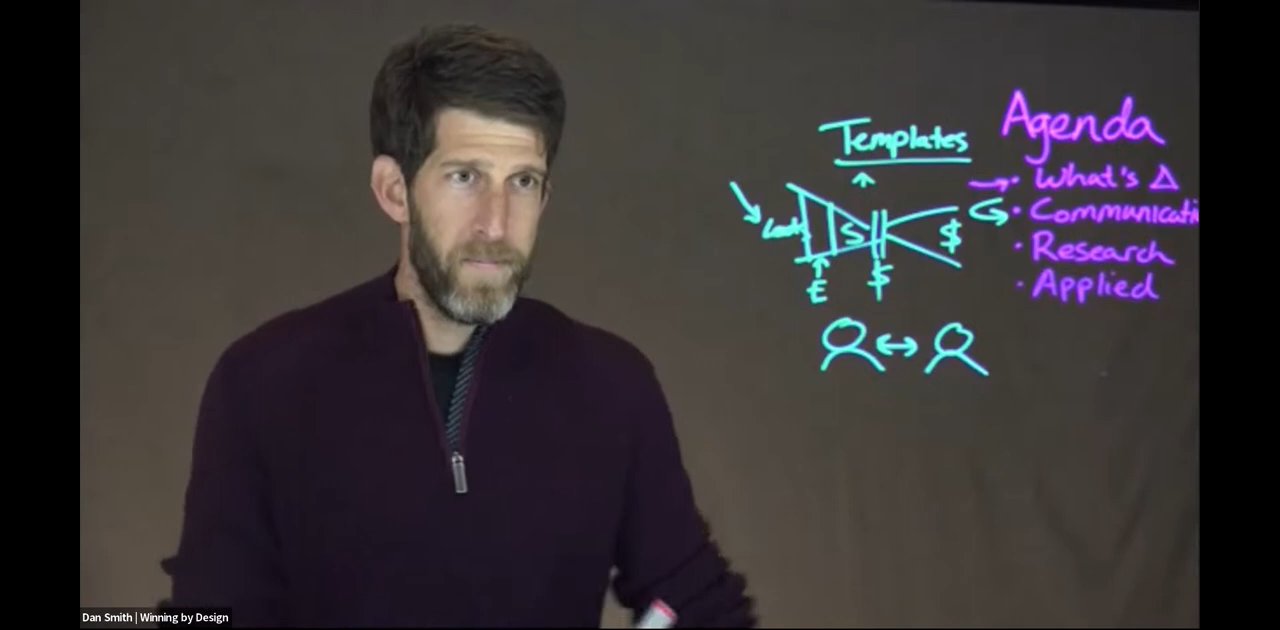 Templates
Leads
S
$
€
$
Agenda
→ • What's Δ
• Communicati
• Research
• Applied
Dan Smith | Winning by Design